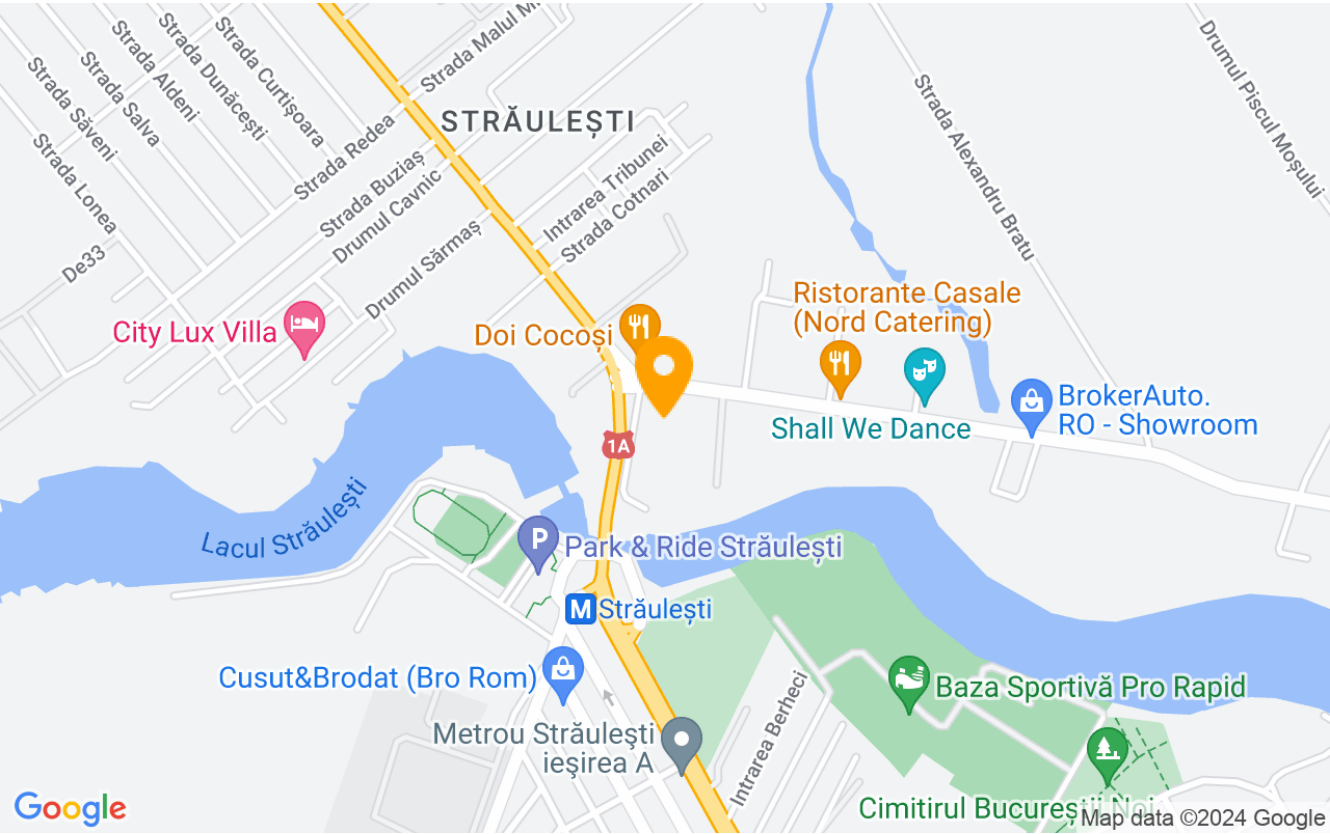 Strada Malul M
Strada Curtișoara
Strada Dunăcești
Strada Aldeni
Strada Salva
Strada Săveni
Strada Lonea
Strada Redea
Strada Buziaș
Drumul Cavnic
Drumul Sărmaș
De33
STRĂULEȘTI
Intrarea Tribunei
Strada Cotnari
Strada Alexandru Bratu
Drumul Piscul Moșului
City Lux Villa
Doi Cocoși
Ristorante Casale
(Nord Catering)
Shall We Dance
BrokerAuto.
RO - Showroom
1A
Lacul Străulești
P
Park & Ride Străulești
M
Străulești
Cusut&Brodat (Bro Rom)
Metrou Străulești
ieșirea A
Intrarea Berheci
Baza Sportivă Pro Rapid
Cimitirul Bucureștii Noi
Google
Map data ©2024 Google